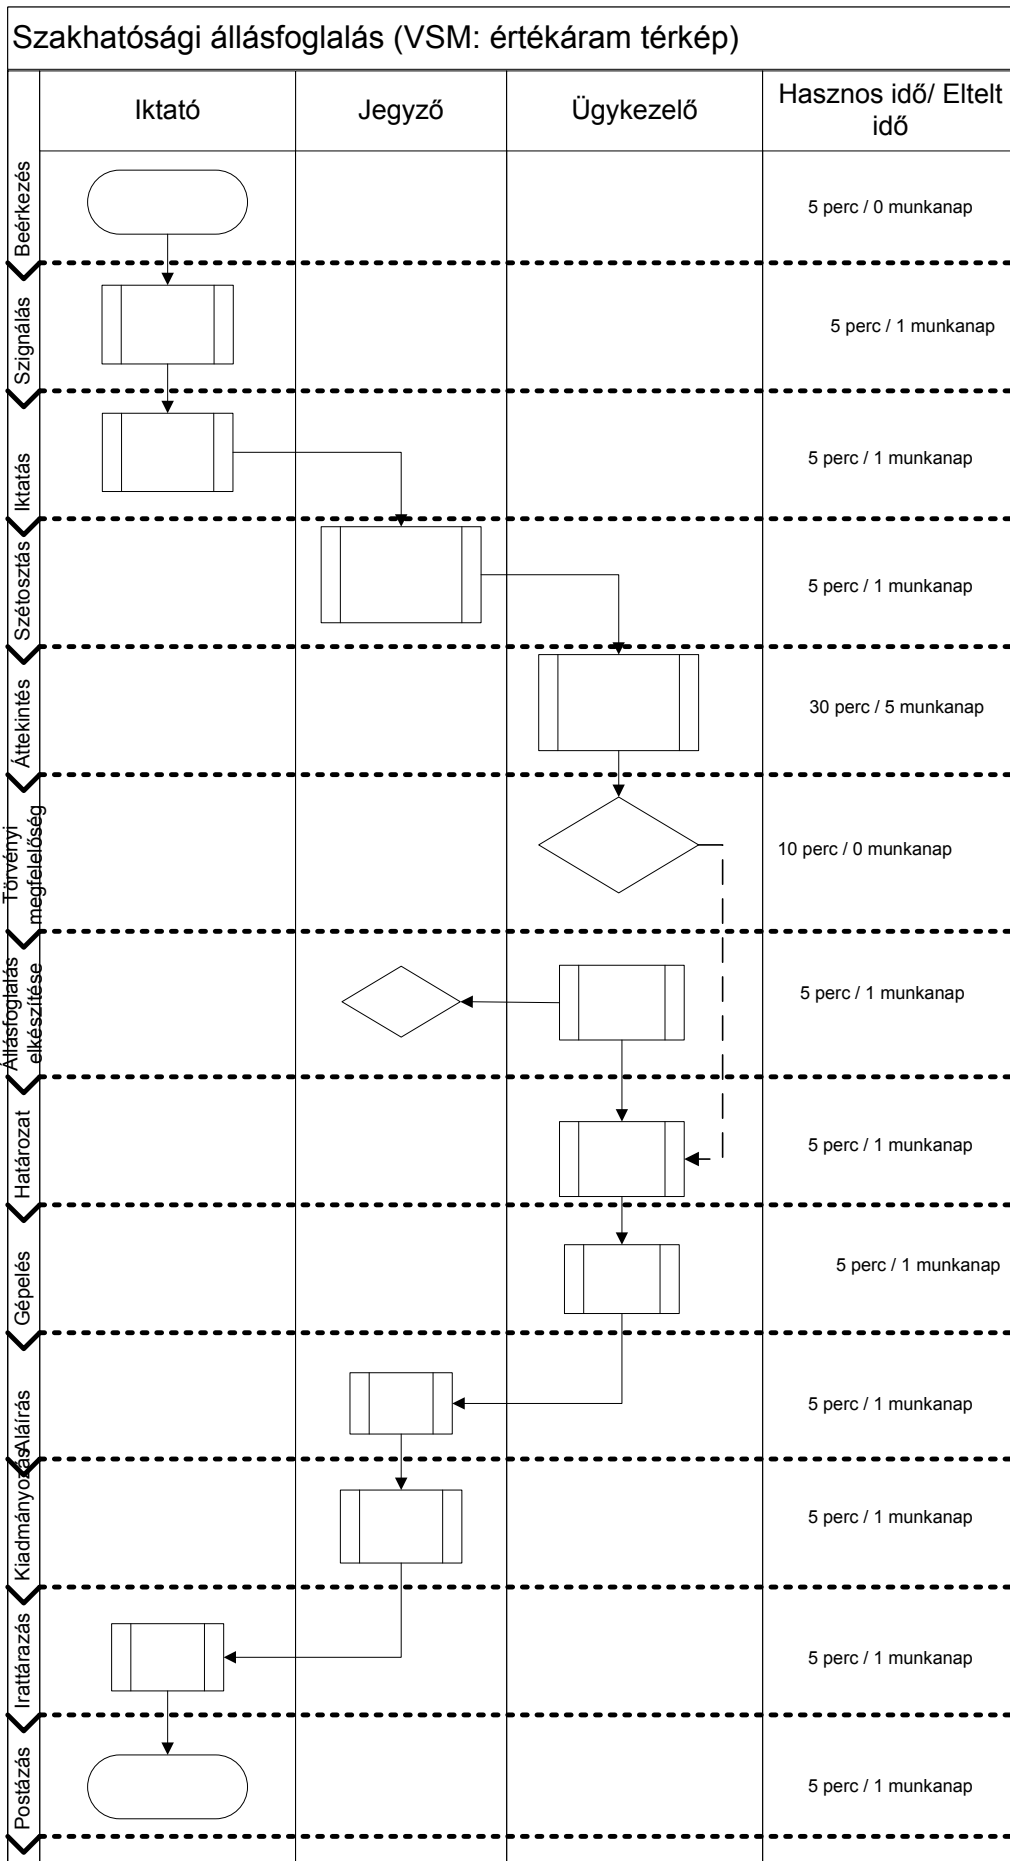 Szakhatósági állásfoglalás (VSM: értékáram térkép)
Iktató
Jegyző
Ügykezelő
Hasznos idő/ Eltelt
idő
Beérkezés
5 perc / 0 munkanap
Szignálás
5 perc / 1 munkanap
Iktatás
5 perc / 1 munkanap
Szétosztás
5 perc / 1 munkanap
Áttekintés
30 perc / 5 munkanap
Törvényi
megfelelőség
10 perc / 0 munkanap
Állásfoglalás
elkészítése
5 perc / 1 munkanap
Határozat
5 perc / 1 munkanap
Gépelés
5 perc / 1 munkanap
Aláírás
5 perc / 1 munkanap
Kiadmányozás
5 perc / 1 munkanap
Irattárazás
5 perc / 1 munkanap
Postázás
5 perc / 1 munkanap